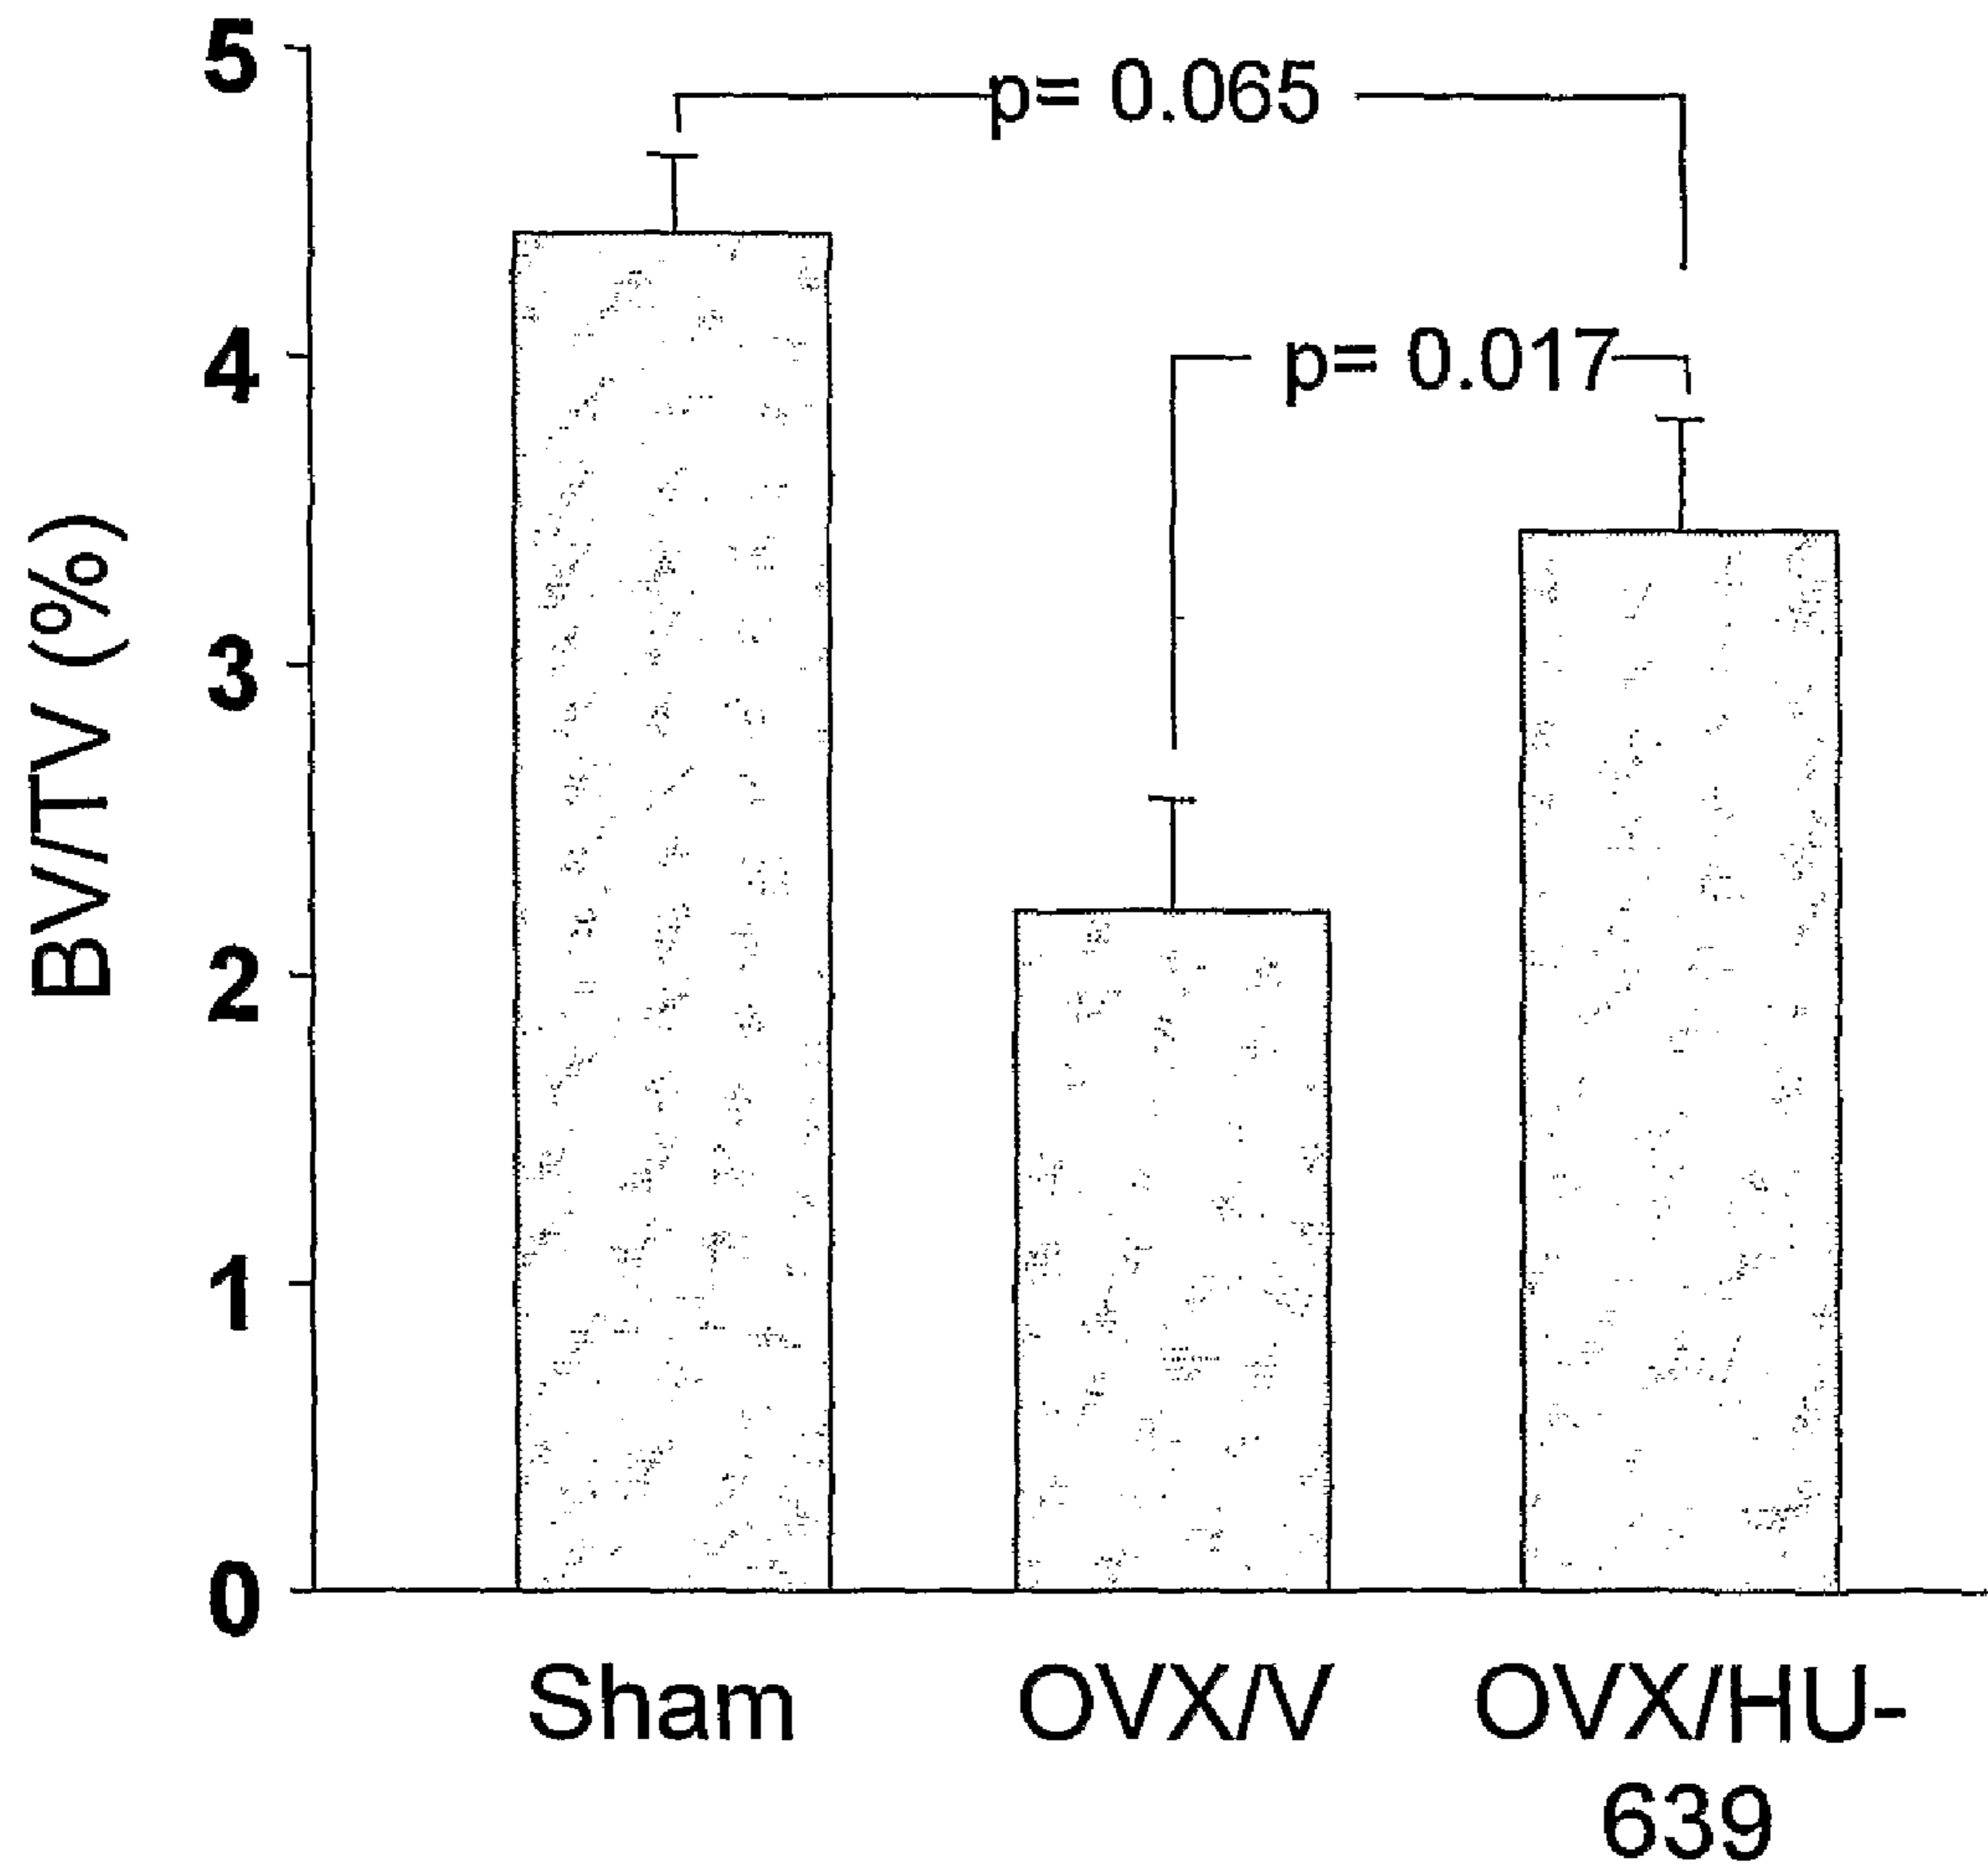 5
p= 0.065
4
p= 0.017
3
2
1
0
BV/TV (%)
Sham
OVX/V
OVX/HU-
639